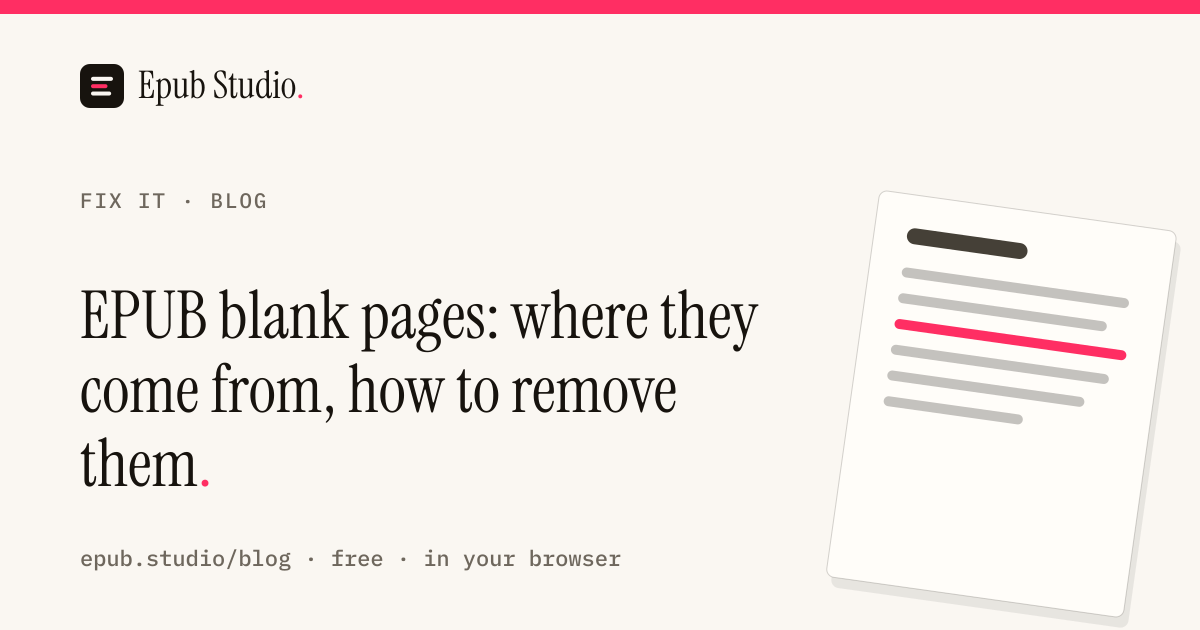 Epub Studio.
FIX IT · BLOG
EPUB blank pages: where they
come from, how to remove
them.
epub.studio/blog · free · in your browser